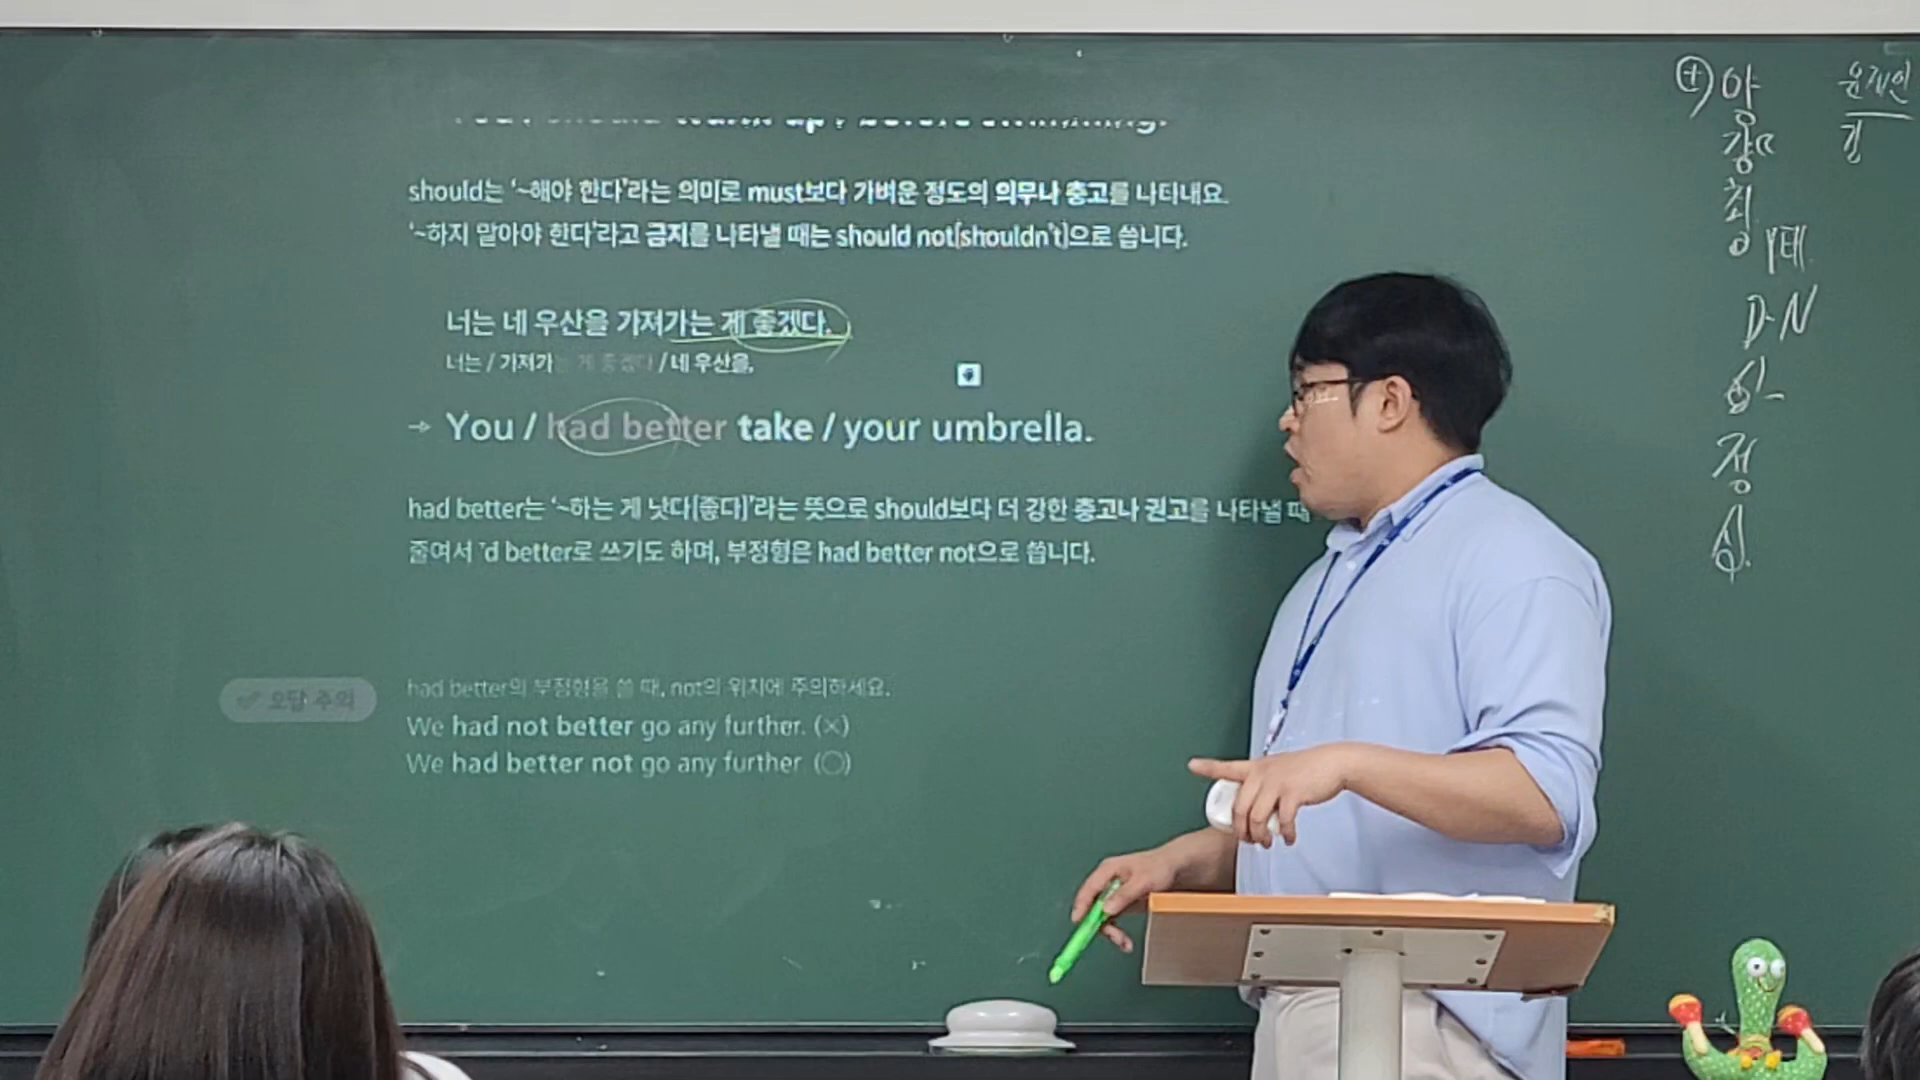 should는 '~해야 한다'라는 의미로 must보다 가벼운 정도의 의무나 충고를 나타내요.
'~하지 말아야 한다'라고 금지를 나타낼 때는 should not[shouldn't]으로 씁니다.
너는 네 우산을 가져가는 게 좋겠다.
너는 / 가져가는 게 좋겠다 / 네 우산을,
→ You / had better take / your umbrella.
had better는 '~하는 게 낫다[좋다]'라는 뜻으로 should보다 더 강한 충고나 권고를 나타낼 때
줄여서 'd better로 쓰기도 하며, 부정형은 had better not으로 씁니다.
오답 주의
had better의 부정형을 쓸 때, not의 위치에 주의하세요.
We had not better go any further. (×)
We had better not go any further. (○)
최
D-N
정